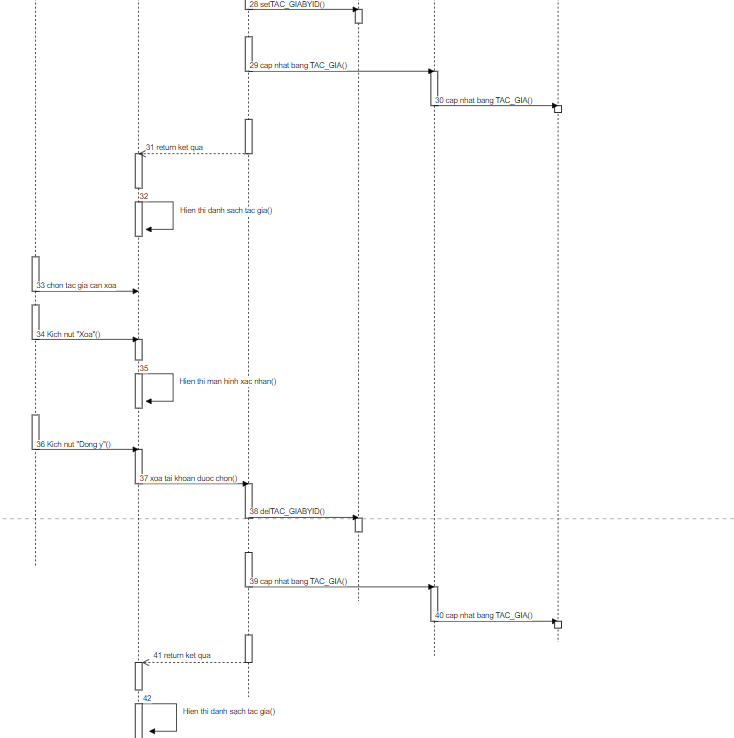 28 setTAC_GIABYID()
29 cap nhat bang TAC_GIA()
30 cap nhat bang TAC_GIA()
31 return ket qua
32
Hien thi danh sach tac gia()
33 chon tac gia can xoa
34 Kich nut "Xoa"()
35
Hien thi man hinh xac nhan()
36 Kich nut "Dong y"()
37 xoa tai khoan duoc chon()
38 delTAC_GIABYID()
39 cap nhat bang TAC_GIA()
40 cap nhat bang TAC_GIA()
41 return ket qua
42
Hien thi danh sach tac gia()